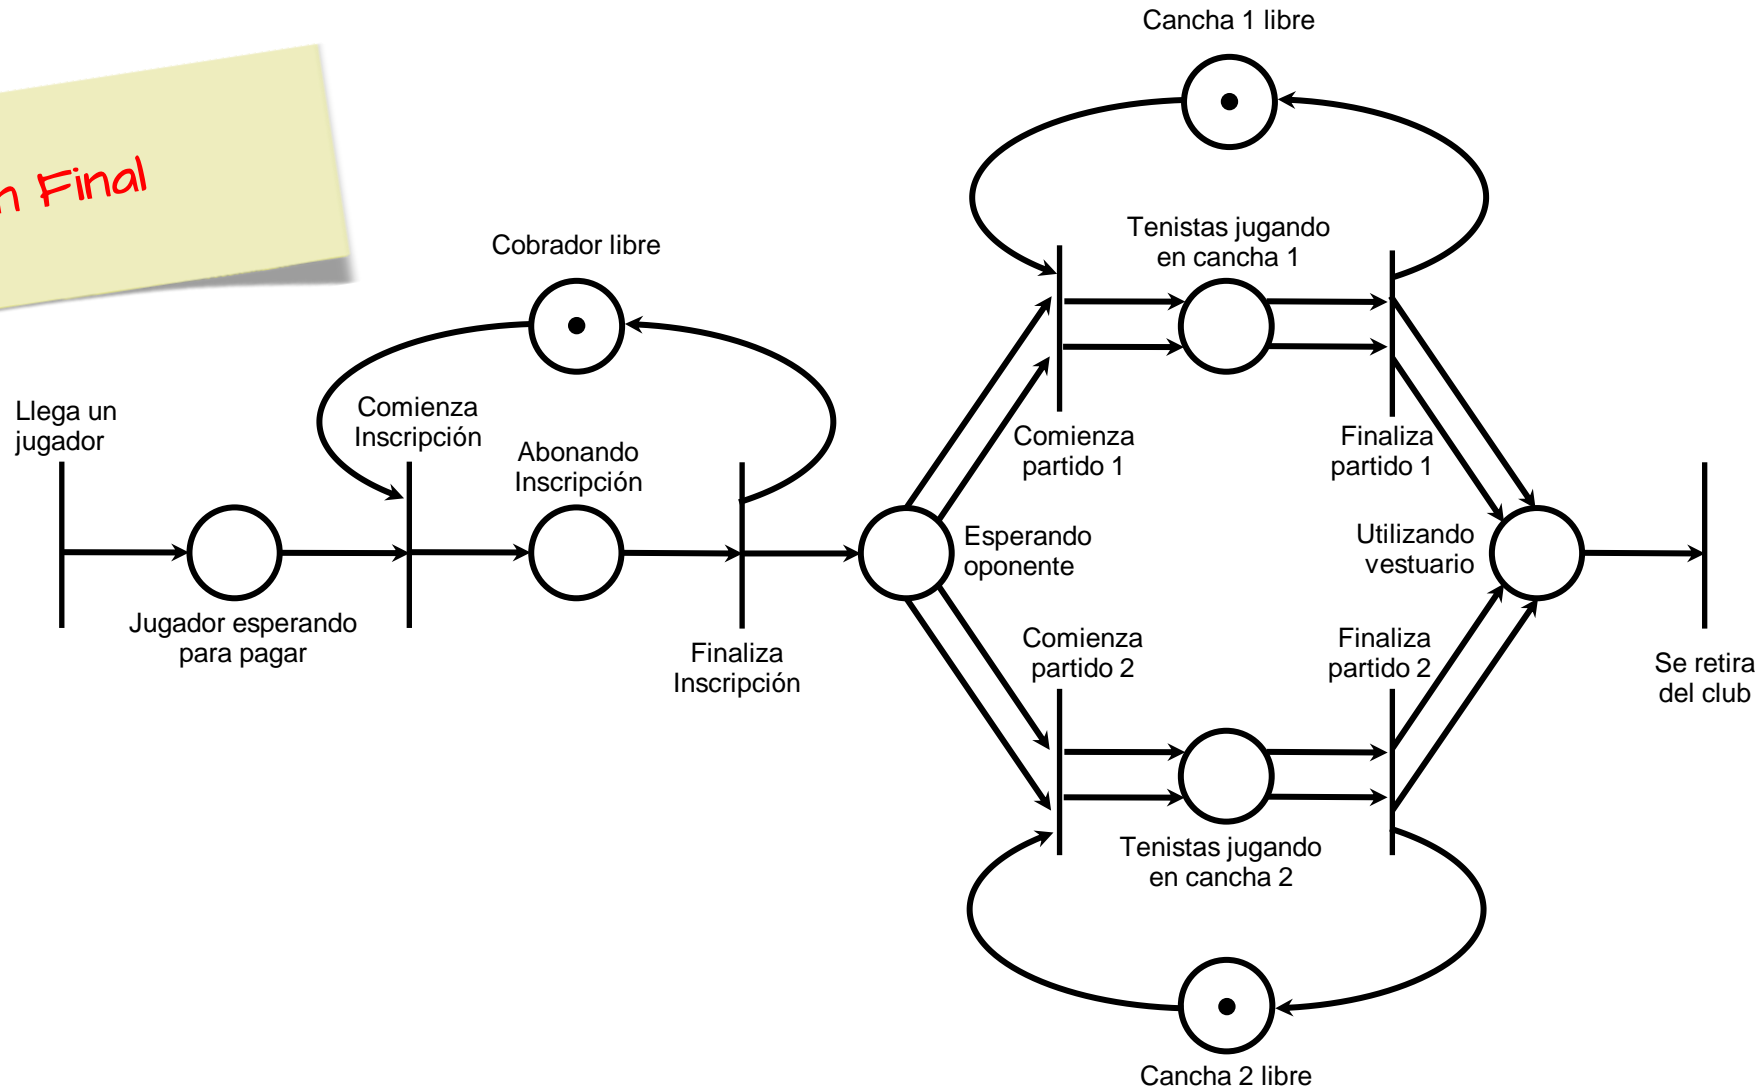 Cancha 1 libre
n Final
Tenistas jugando
en cancha 1
Cobrador libre
Llega un
jugador
Comienza
Inscripción
Abonando
Inscripción
Comienza
partido 1
Finaliza
partido 1
Esperando
oponente
Utilizando
vestuario
Jugador esperando
para pagar
Finaliza
Inscripción
Comienza
partido 2
Finaliza
partido 2
Se retira
del club
Tenistas jugando
en cancha 2
Cancha 2 libre